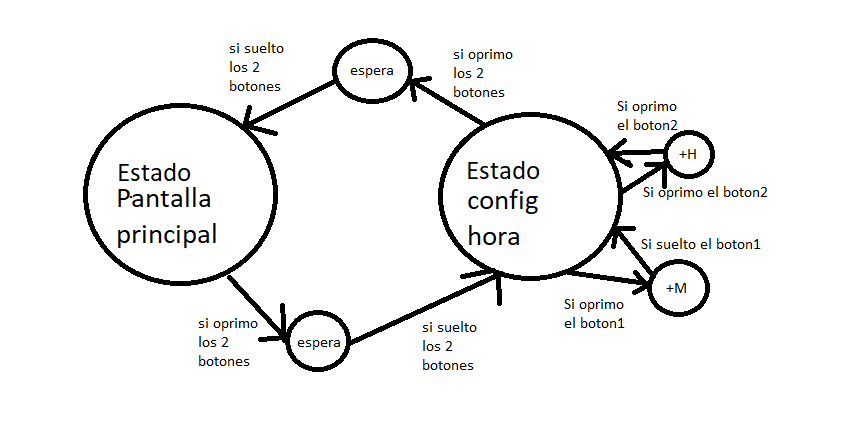 si suelto
los 2
botones
espera
si oprimo
los 2
botones
Si oprimo
el boton2
+H
Si oprimo el boton2
Estado
Pantalla
principal
Estado
config
hora
Si suelto el boton1
+M
Si oprimo
el boton1
si oprimo
los 2
botones
espera
si suelto
los 2
botones